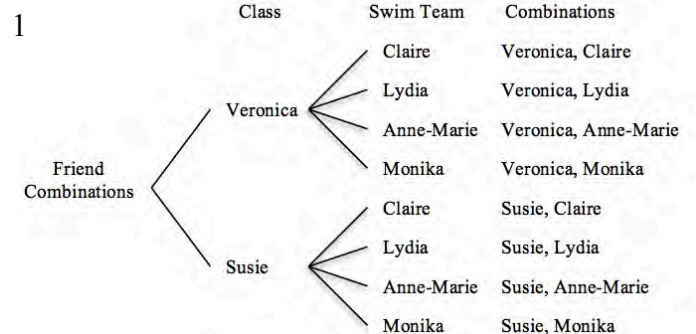 1
Class Swim Team Combinations
Claire Veronica, Claire
Lydia Veronica, Lydia
Veronica
Anne-Marie Veronica, Anne-Marie
Monika Veronica, Monika
Friend
Combinations
Claire Susie, Claire
Lydia Susie, Lydia
Susie
Anne-Marie Susie, Anne-Marie
Monika Susie, Monika